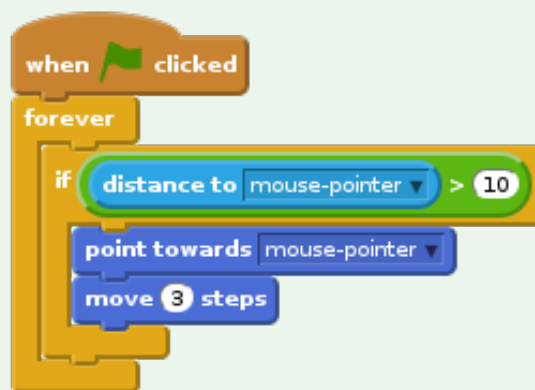 when clicked
forever
if distance to mouse-pointer > 10
point towards mouse-pointer
move 3 steps